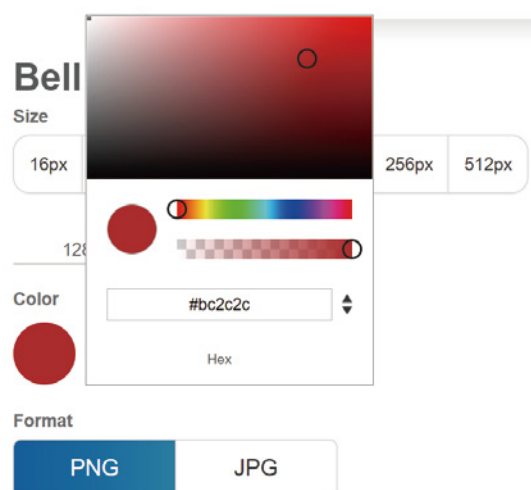 Bell
Size
16px
256px
512px
128
#bc2c2c
Color
Hex
Format
PNG
JPG